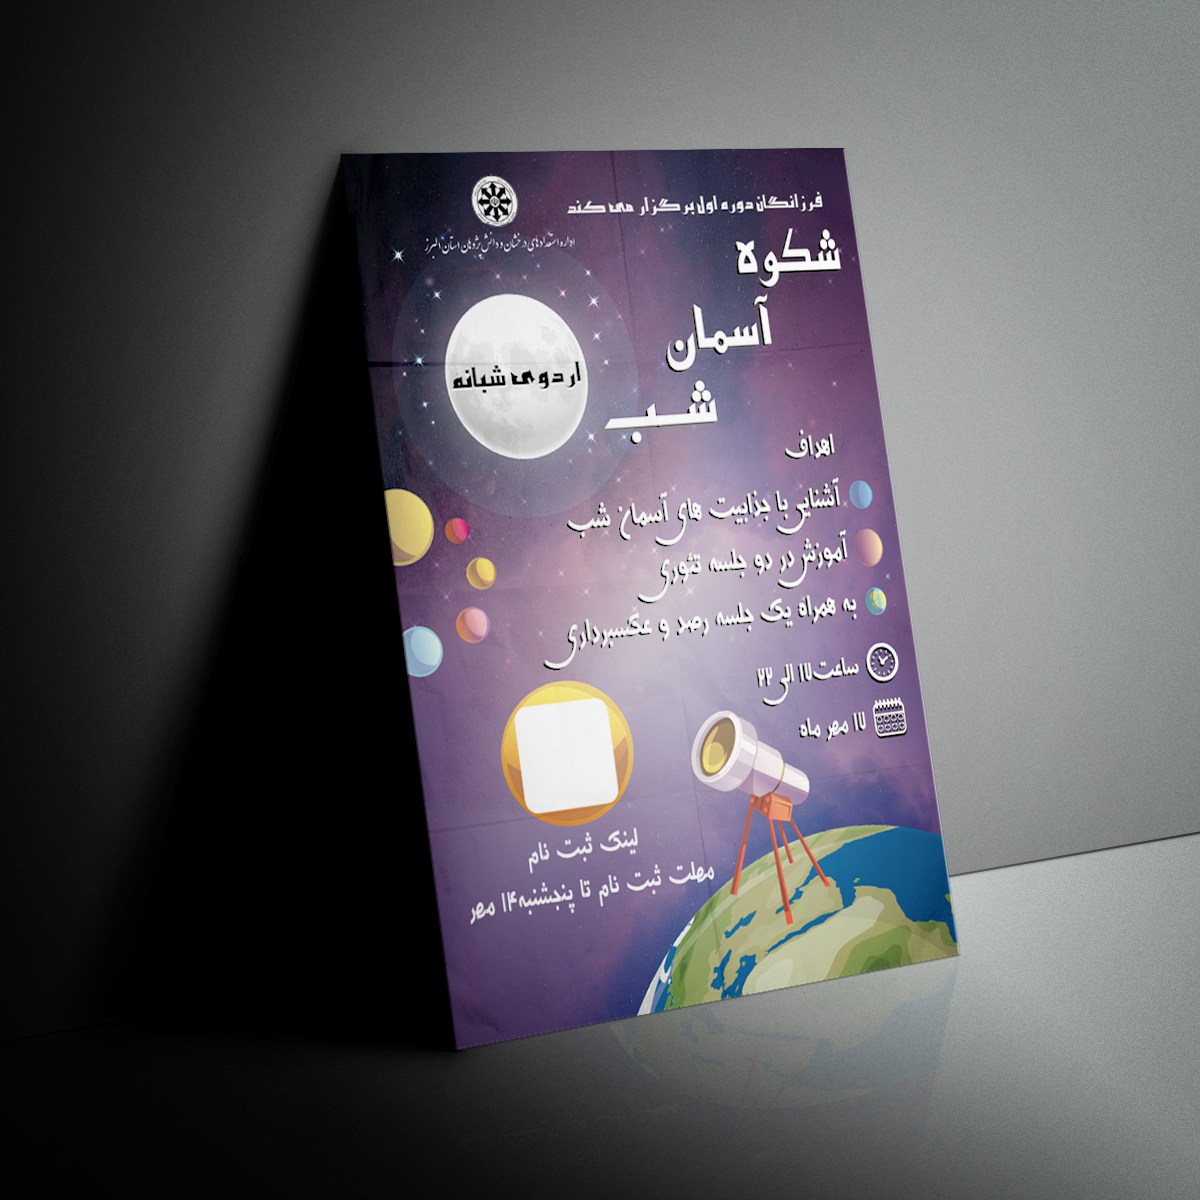 فرزانگان دوره اول برگزار می کند
اداره استعدادهای درخشان و دانش پژوهان استان البرز
شکوه
آسمان
شب
اردوی شبانه
اهداف
آشنایی با جذابیت های آسمان شب
آموزش در دو جلسه تئوری
به همراه یک جلسه رصد و عکسبرداری
ساعت ۱۷ الی ۲۲
۱۷ مهر ماه
لینک ثبت نام
مهلت ثبت نام تا پنجشنبه ۱۴ مهر